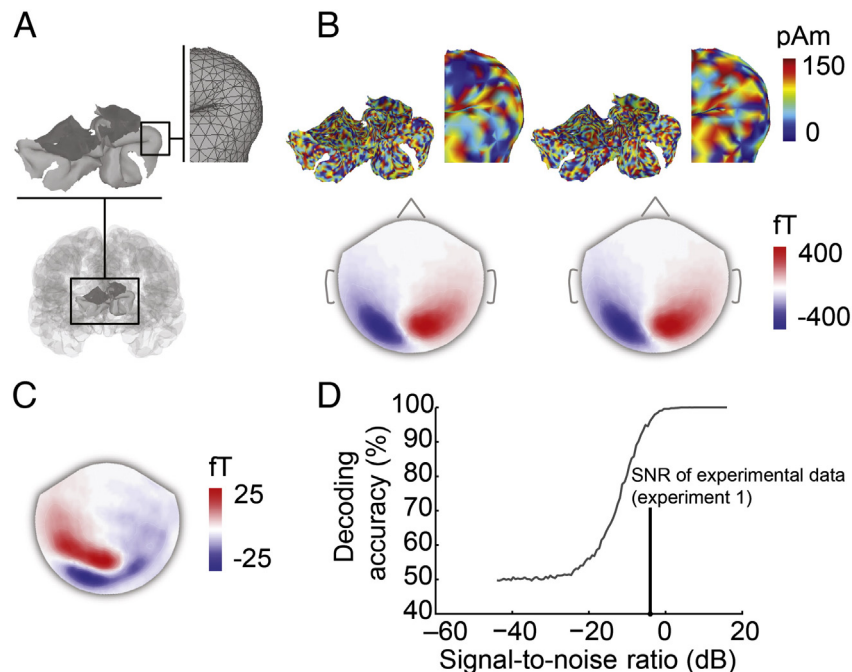 A
B
pAm
150
0
fT
400
-400
C
fT
25
-25
D
100
90
80
70
60
50
40
Decoding
accuracy (%)
SNR of experimental data
(experiment 1)
−60 −40 −20 0 20
Signal-to-noise ratio (dB)